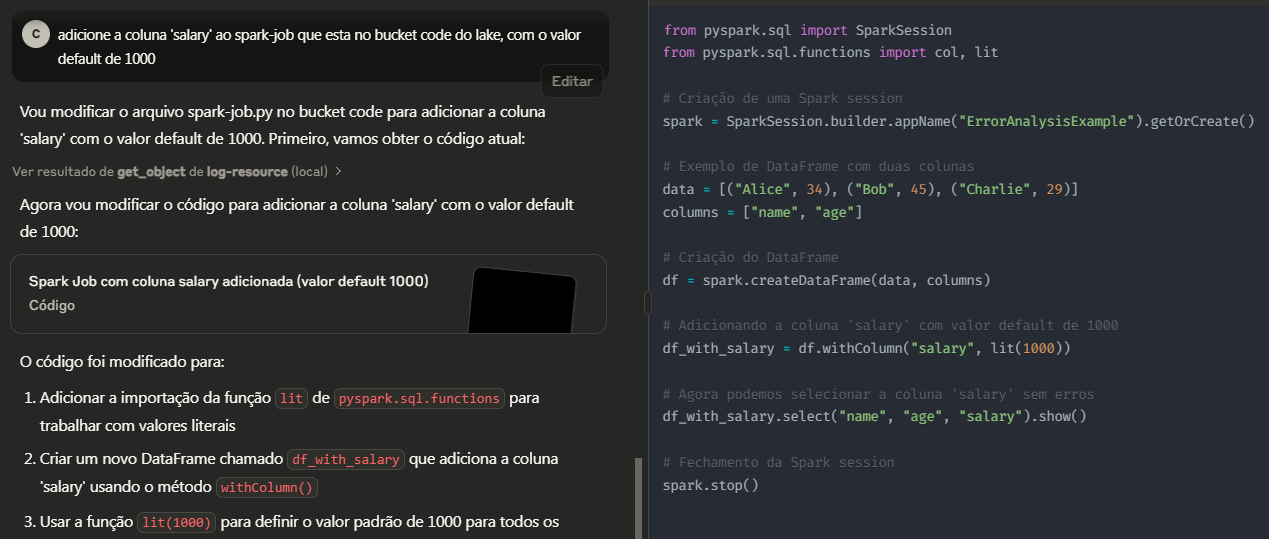 C
adicione a coluna 'salary' ao spark-job que esta no bucket code do lake, com o valor
default de 1000
Editar
Vou modificar o arquivo spark-job.py no bucket code para adicionar a coluna
'salary' com o valor default de 1000. Primeiro, vamos obter o código atual:
Ver resultado de get_object de log-resource (local) >
Agora vou modificar o código para adicionar a coluna 'salary' com o valor default
de 1000:
Spark Job com coluna salary adicionada (valor default 1000)
Código
O código foi modificado para:
1. Adicionar a importação da função lit de pyspark.sql.functions para
trabalhar com valores literais
2. Criar um novo DataFrame chamado df_with_salary que adiciona a coluna
'salary' usando o método withColumn()
3. Usar a função lit(1000) para definir o valor padrão de 1000 para todos os
from pyspark.sql import SparkSession
from pyspark.sql.functions import col, lit
# Criação de uma Spark session
spark = SparkSession.builder.appName("ErrorAnalysisExample").getOrCreate()
# Exemplo de DataFrame com duas colunas
data = [("Alice", 34), ("Bob", 45), ("Charlie", 29)]
columns = ["name", "age"]
# Criação do DataFrame
df = spark.createDataFrame(data, columns)
# Adicionando a coluna 'salary' com valor default de 1000
df_with_salary = df.withColumn("salary", lit(1000))
# Agora podemos selecionar a coluna 'salary' sem erros
df_with_salary.select("name", "age", "salary").show()
# Fechamento da Spark session
spark.stop()